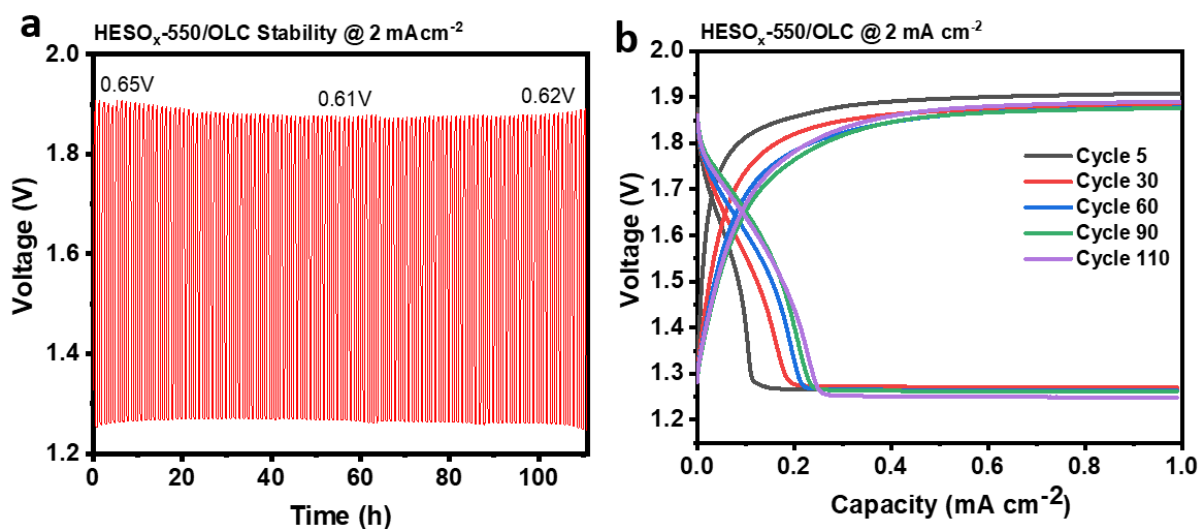 a
HESOx-550/OLC Stability @ 2 mAcm-2
2.0
1.8
1.6
1.4
1.2
Voltage (V)
0.65V
0.61V
0.62V
0
20
40
60
80
100
Time (h)
b
HESOx-550/OLC @ 2 mA cm-2
2.0
1.9
1.8
1.7
1.6
1.5
1.4
1.3
1.2
Voltage (V)
Cycle 5
Cycle 30
Cycle 60
Cycle 90
Cycle 110
0.0
0.2
0.4
0.6
0.8
1.0
Capacity (mA cm-2)